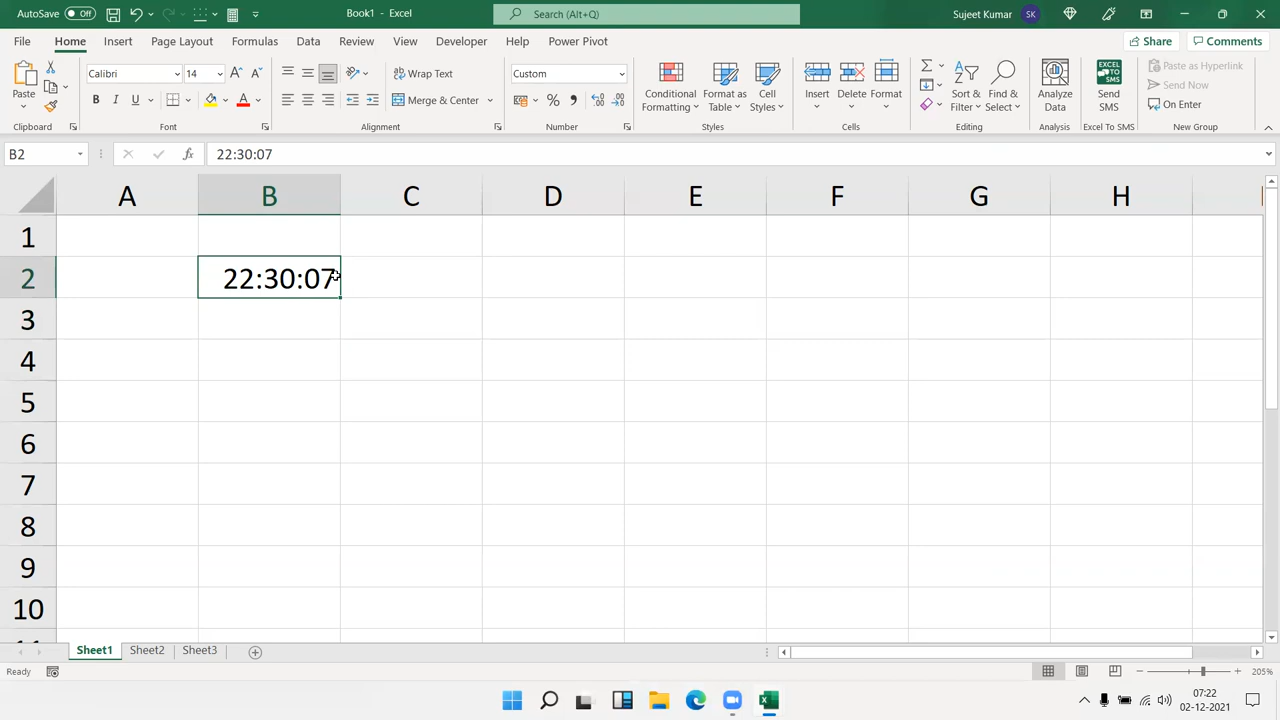 AutoSave Off
Book1 - Excel
Search (Alt+Q)
Sujeet Kumar SK
File Home Insert Page Layout Formulas Data Review View Developer Help Power Pivot
Share Comments
Paste
Calibri 14
B I U A
Wrap Text
Merge & Center
Custom
Conditional Formatting
Format as Table
Cell Styles
Insert Delete Format
Sort & Filter
Find & Select
Analyze Data
Send SMS
Paste as Hyperlink
Send Now
On Enter
Clipboard Font Alignment Number Styles Cells Editing Analysis Excel To SMS New Group
B2 fx 22:30:07
A B C D E F G H
1
2 22:30:07
3
4
5
6
7
8
9
10
Sheet1 Sheet2 Sheet3
Ready 205%
07:22
02-12-2021